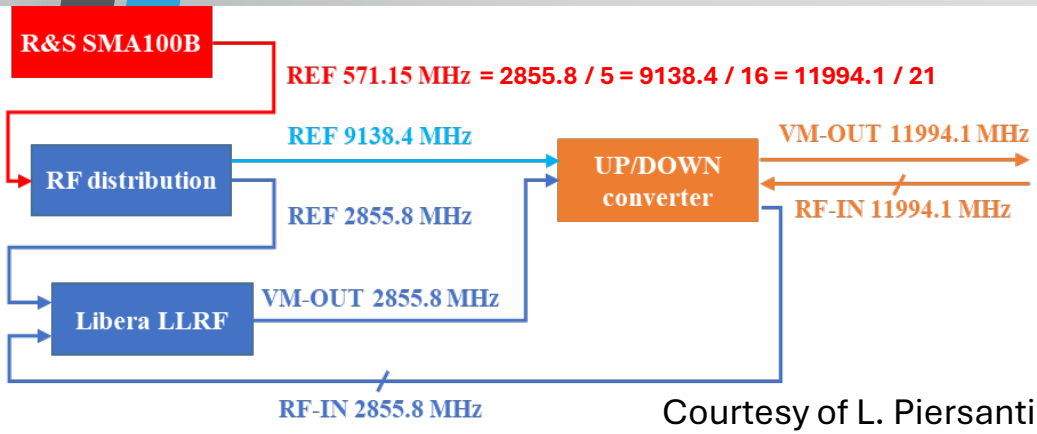 R&S SMA100B
REF 571.15 MHz = 2855.8 / 5 = 9138.4 / 16 = 11994.1 / 21
REF 9138.4 MHz
VM-OUT 11994.1 MHz
RF distribution
UP/DOWN
converter
REF 2855.8 MHz
RF-IN 11994.1 MHz
VM-OUT 2855.8 MHz
Libera LLRF
RF-IN 2855.8 MHz
Courtesy of L. Piersanti